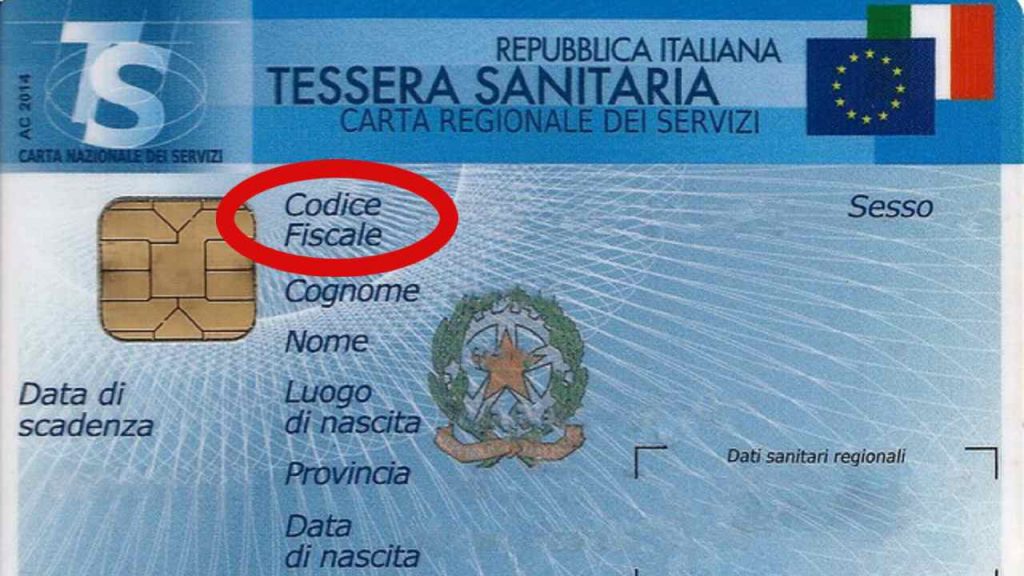 TS
AC 2014
CARTA NAZIONALE DEI SERVIZI
REPUBBLICA ITALIANA
TESSERA SANITARIA
CARTA REGIONALE DEI SERVIZI
Codice
Fiscale
Sesso
Cognome
Nome
Data di
scadenza
Luogo
di nascita
Provincia
Data
di nascita
Dati sanitari regionali